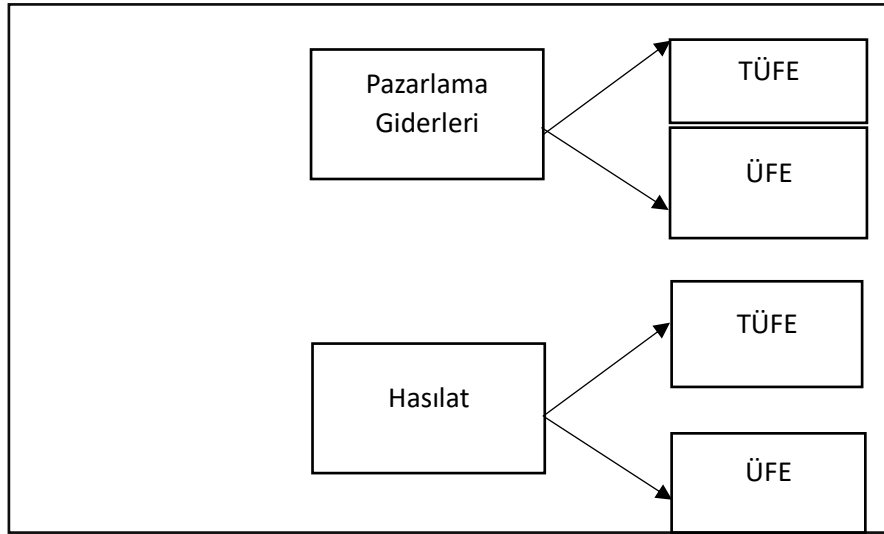 Pazarlama
Giderleri
TÜFE
ÜFE
Hasılat
TÜFE
ÜFE